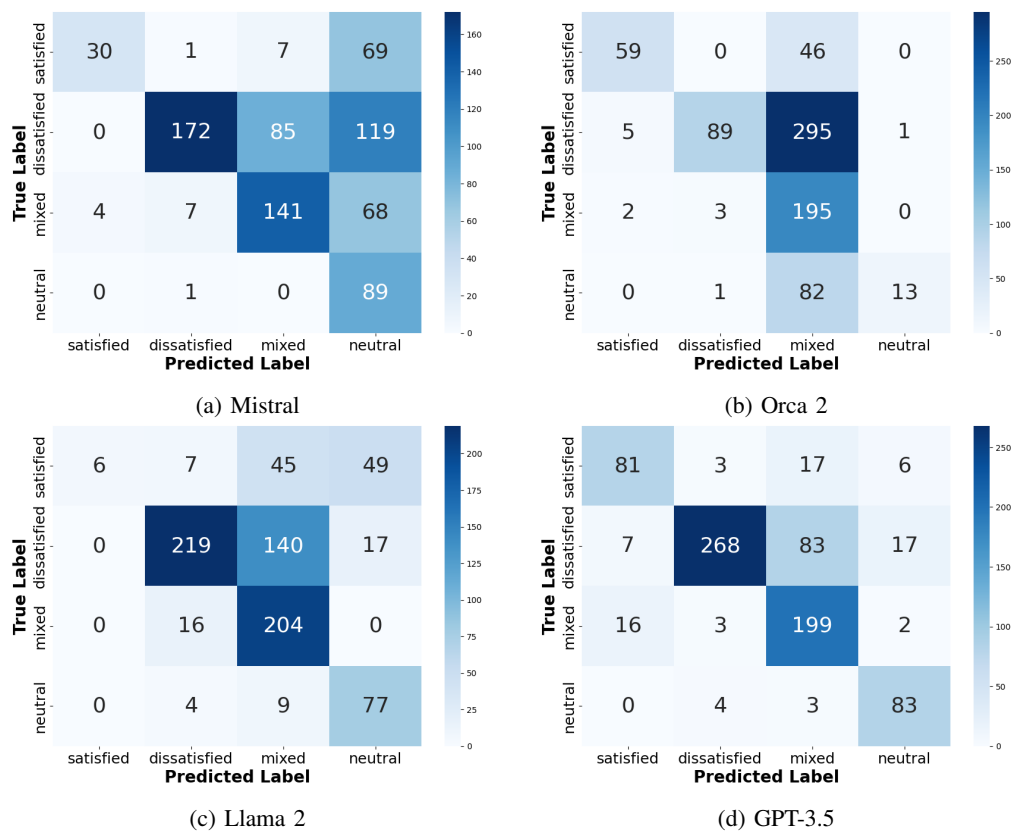 satisfied 30 1 7 69
dissatisfied 0 172 85 119
mixed 4 7 141 68
neutral 0 1 0 89
True Label
satisfied dissatisfied mixed neutral
Predicted Label
160
140
120
100
80
60
40
20
0
(a) Mistral
satisfied 59 0 46 0
dissatisfied 5 89 295 1
mixed 2 3 195 0
neutral 0 1 82 13
True Label
satisfied dissatisfied mixed neutral
Predicted Label
250
200
150
100
50
0
(b) Orca 2
satisfied 6 7 45 49
dissatisfied 0 219 140 17
mixed 0 16 204 0
neutral 0 4 9 77
True Label
satisfied dissatisfied mixed neutral
Predicted Label
200
175
150
125
100
75
50
25
0
(c) Llama 2
satisfied 81 3 17 6
dissatisfied 7 268 83 17
mixed 16 3 199 2
neutral 0 4 3 83
True Label
satisfied dissatisfied mixed neutral
Predicted Label
250
200
150
100
50
0
(d) GPT-3.5